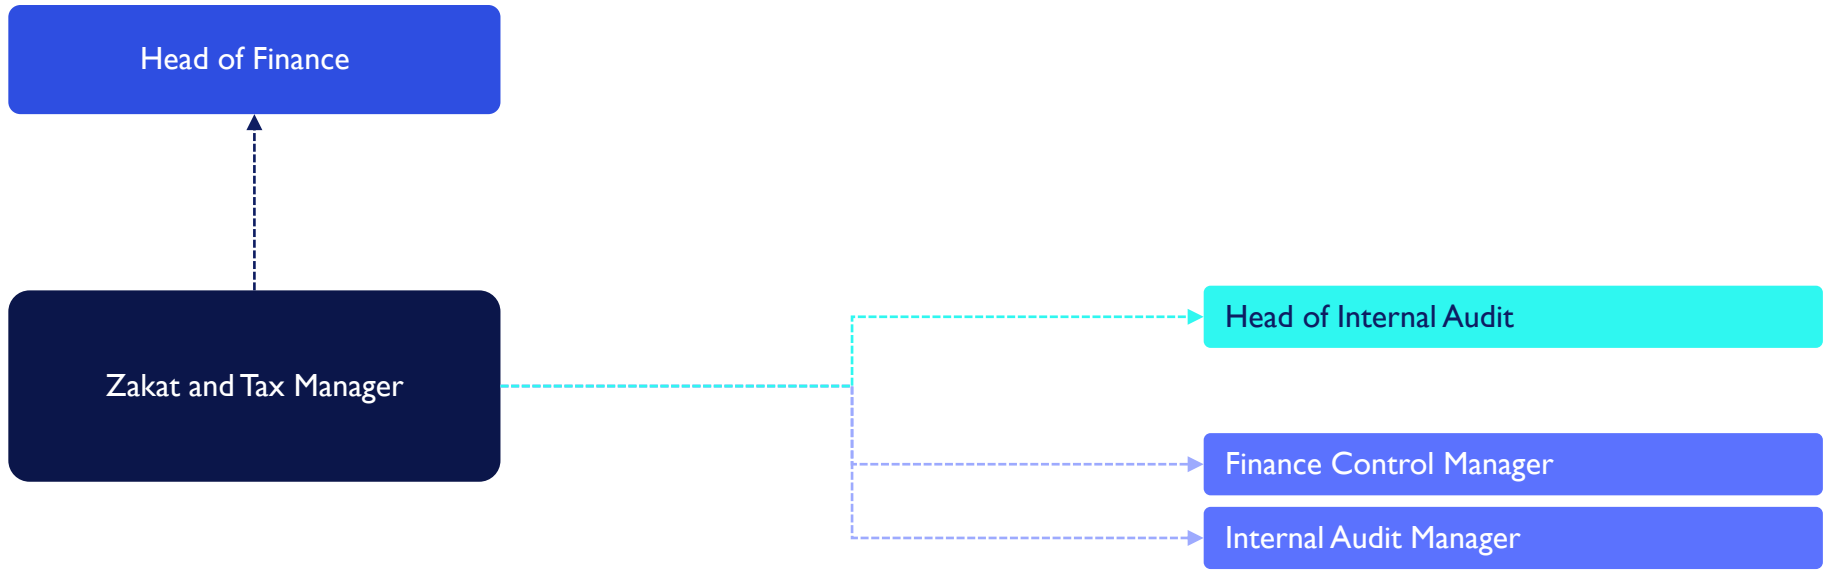 Head of Finance
Zakat and Tax Manager
Head of Internal Audit
Finance Control Manager
Internal Audit Manager